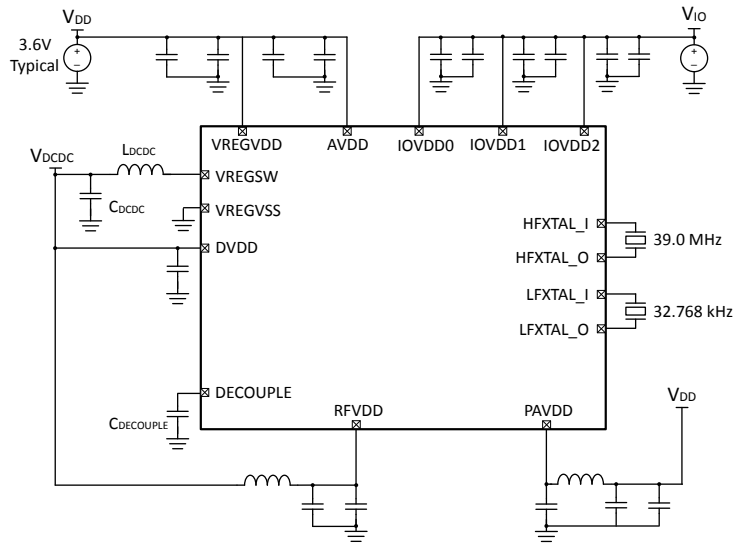 VDD
VIO
3.6V
Typical
+
−
+
−
VREGVDD
AVDD
IOVDD0
IOVDD1
IOVDD2
VDCDC
LDCDC
VREGSW
CDCDC
VREGVSS
DVDD
HFXTAL_I
39.0 MHz
HFXTAL_O
LFXTAL_I
32.768 kHz
LFXTAL_O
DECOUPLE
CDECOUPLE
RFVDD
PAVDD
VDD